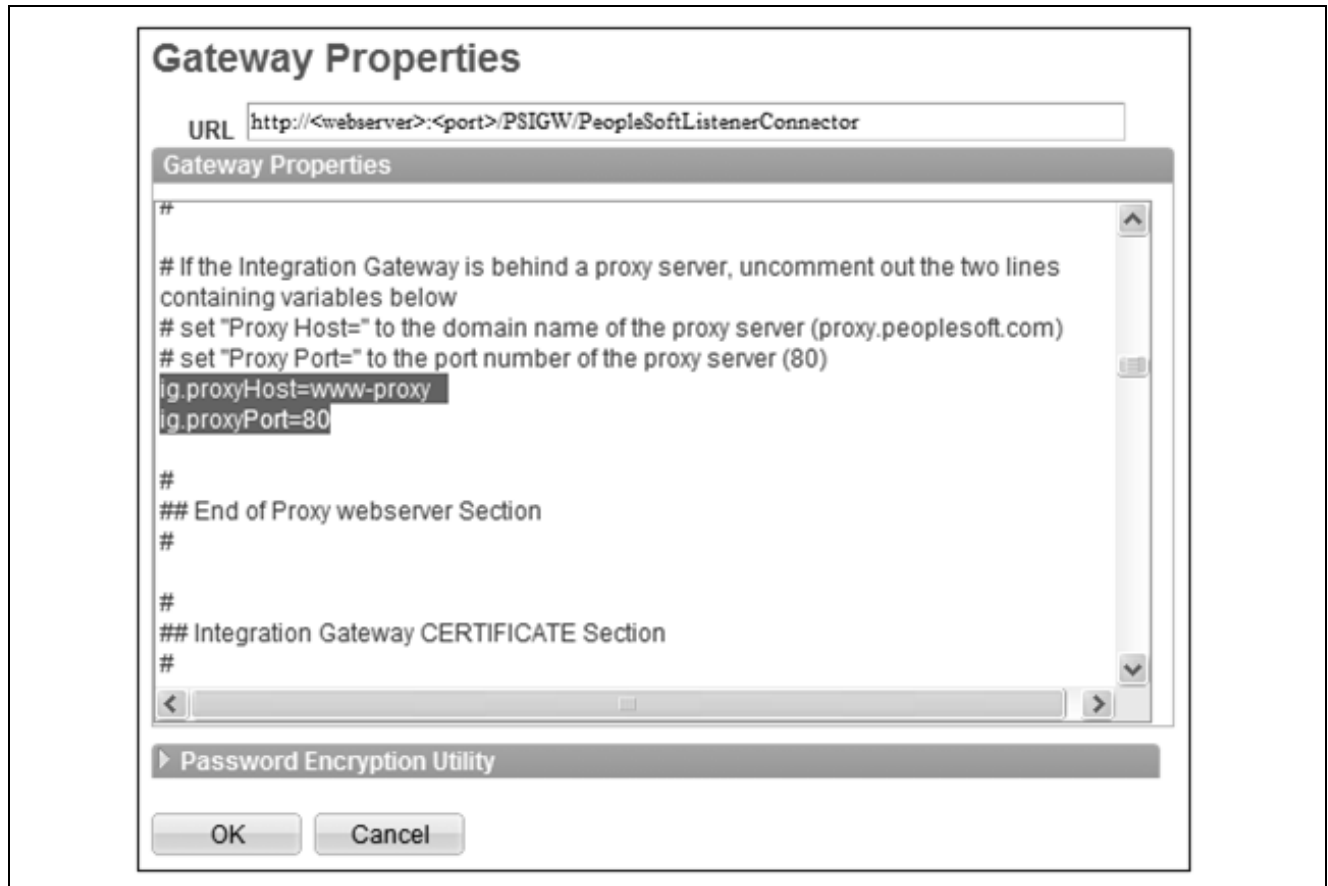 Gateway Properties
URL http://<webserver>:<port>/PSIGW/PeopleSoftListenerConnector
Gateway Properties
#
# If the Integration Gateway is behind a proxy server, uncomment out the two lines
containing variables below
# set "Proxy Host=" to the domain name of the proxy server (proxy.peoplesoft.com)
# set "Proxy Port=" to the port number of the proxy server (80)
ig.proxyHost=www-proxy
ig.proxyPort=80
#
## End of Proxy webserver Section
#
#
## Integration Gateway CERTIFICATE Section
#
Password Encryption Utility
OK Cancel